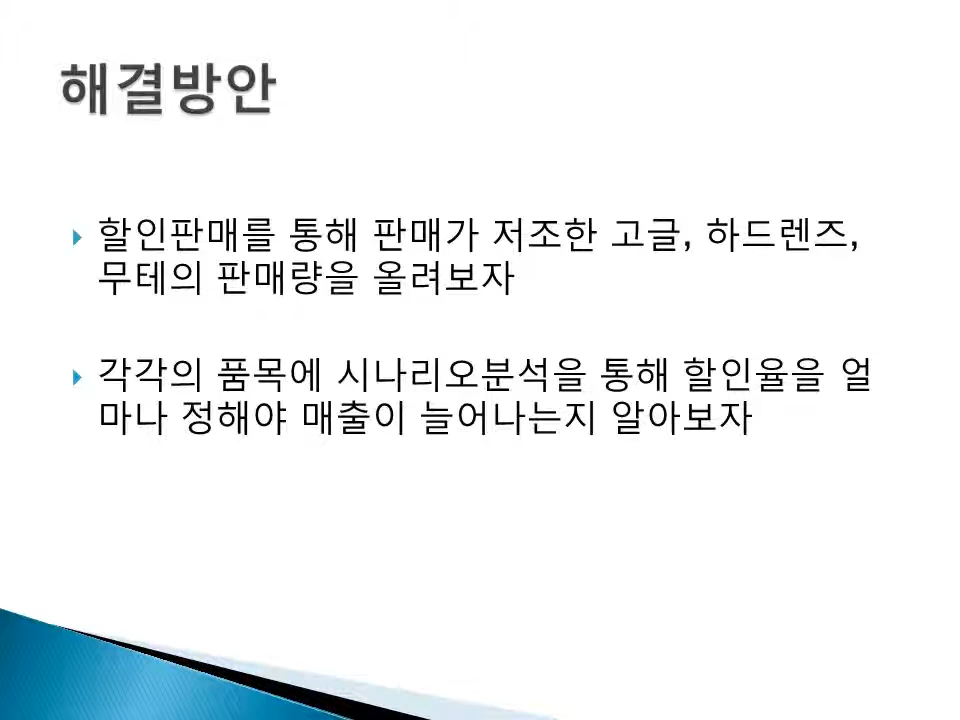 해결방안
할인판매를 통해 판매가 저조한 고글, 하드렌즈,
무테의 판매량을 올려보자
각각의 품목에 시나리오분석을 통해 할인율을 얼
마나 정해야 매출이 늘어나는지 알아보자